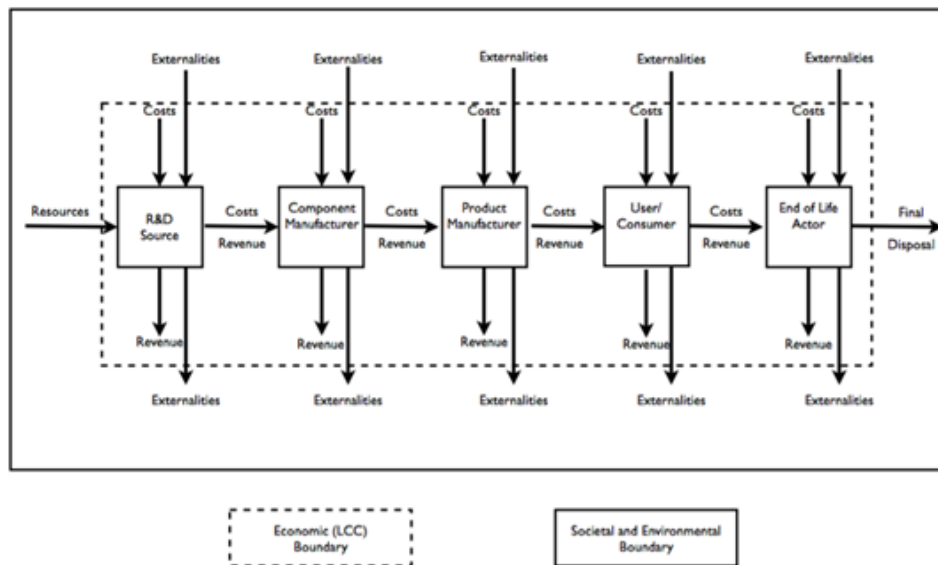 Externalities Externalities Externalities Externalities Externalities
Costs Costs Costs Costs Costs
Resources R&D Source Costs Revenue Component Manufacturer Costs Revenue Product Manufacturer Costs Revenue User/ Consumer Costs Revenue End of Life Actor Final Disposal
Revenue Revenue Revenue Revenue Revenue
Externalities Externalities Externalities Externalities Externalities
Economic (LCC)
Boundary
Societal and Environmental
Boundary